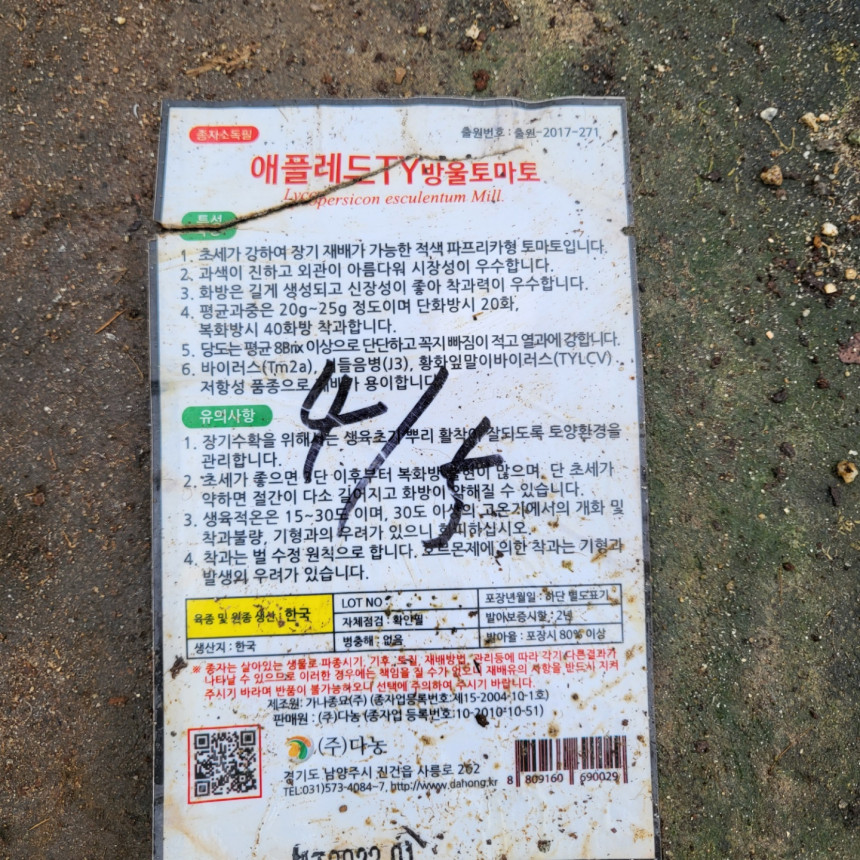 종자소독필
출원번호 : 출원-2017-271
애플레드TY방울토마토
Lycopersicon esculentum Mill.
특성
1. 초세가 강하여 장기 재배가 가능한 적색 파프리카형 토마토입니다.
2. 과색이 진하고 외관이 아름다워 시장성이 우수합니다.
3. 화방은 길게 생성되고 신장성이 좋아 착과력이 우수합니다.
4. 평균과중은 20g~25g 정도이며 단화방시 20화,
복화방시 40화방 착과합니다.
5. 당도는 평균 8Brix 이상으로 단단하고 꼭지 빠짐이 적고 열과에 강합니다.
6. 바이러스(Tm2a), 시들음병(J3), 황화잎말이바이러스(TYLCV)
저항성 품종으로 재배가 용이합니다.
4/5
유의사항
1. 장기수확을 위해서는 생육초기 뿌리 활착이 잘되도록 토양환경을
관리합니다.
2. 초세가 좋으면 단 이후부터 복화방 출현이 많으며, 단 초세가
약하면 절간이 다소 길어지고 화방이 약해질 수 있습니다.
3. 생육적온은 15~30도 이며, 30도 이상의 고온기에서의 개화 및
착과불량, 기형과의 우려가 있으니 회피하십시오.
4. 착과는 벌 수정 원칙으로 합니다. 호르몬제에 의한 착과는 기형과
발생의 우려가 있습니다.
육종 및 원종 생산 : 한국
LOT NO
포장년월일 : 하단 별도표기
자체점검 : 확인필
발아보증시한 : 2년
생산지 : 한국
병충해 : 없음
발아율 : 포장시 80% 이상
※ 종자는 살아있는 생물로 파종시기, 기후, 토질, 재배방법, 관리등에 따라 각기 다른결과가
나타날 수 있으므로 이러한 경우에는 책임을 질 수가 없으니 재배유의 사항을 반드시 지켜
주시기 바라며 반품이 불가능하오니 선택에 주의하여 주시기 바랍니다.
제조원: 가나종묘(주) (종자업등록번호:제15-2004-10-1호)
판매원 : (주)다농 (종자업 등록번호:10-2010-10-51)
(주)다농
경기도 남양주시 진건읍 사릉로 262
TEL:031)573-4084~7, http://www.dahong.kr
8 809160 690029
2022.01